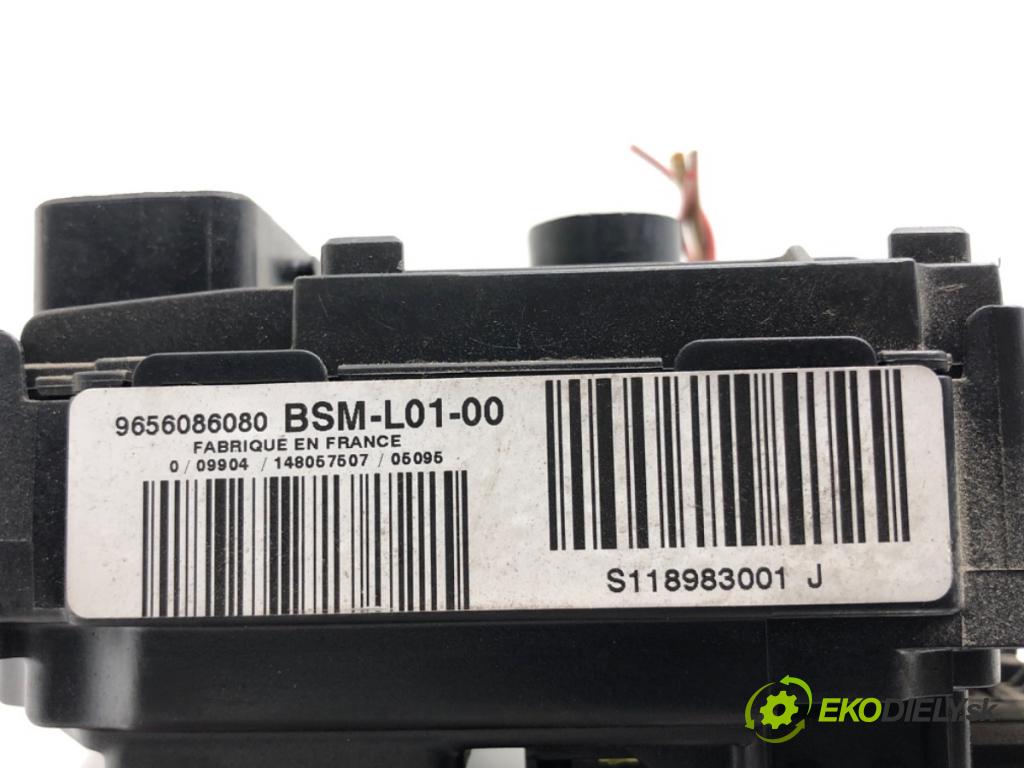 9656086080 BSM-L01-00
FABRIQUÉ EN FRANCE
0 / 09904 / 148057507 / 05095
S118983001 J
EKODIELY.sk